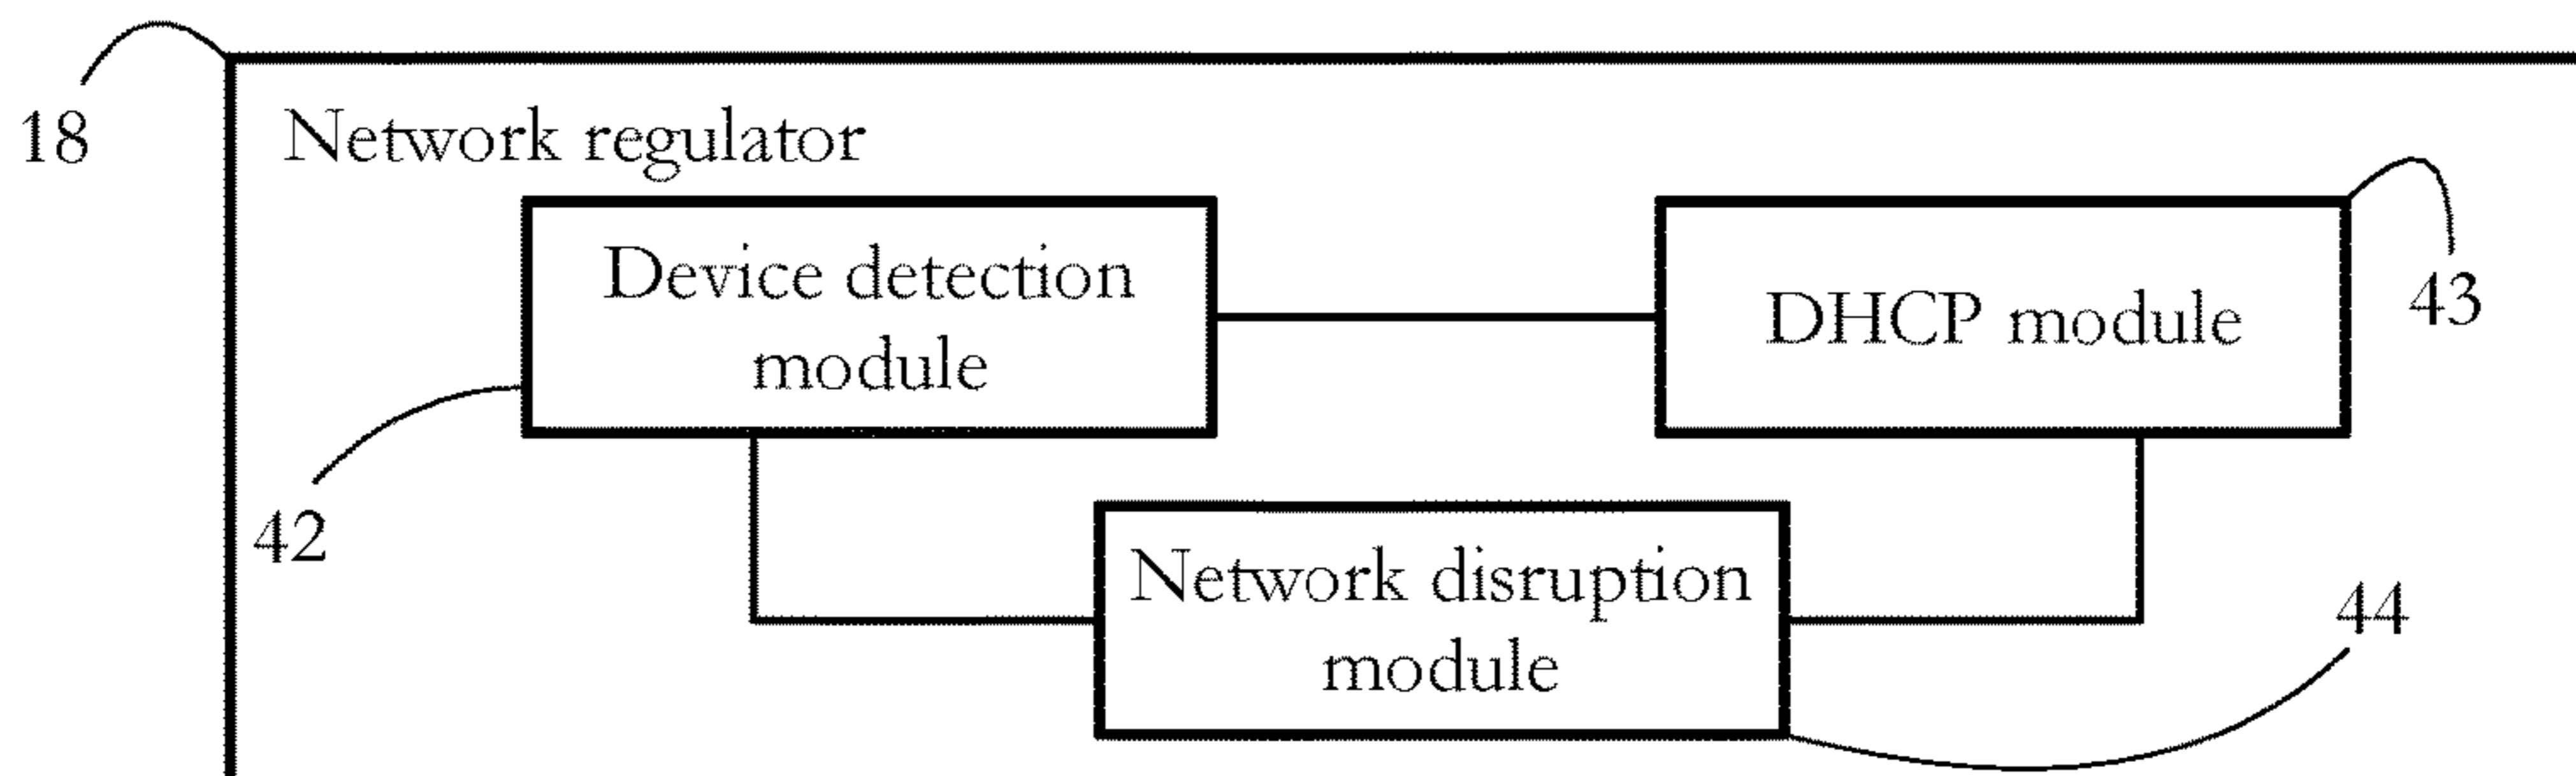 18
Network regulator
Device detection
module
DHCP module
43
42
Network disruption
module
44